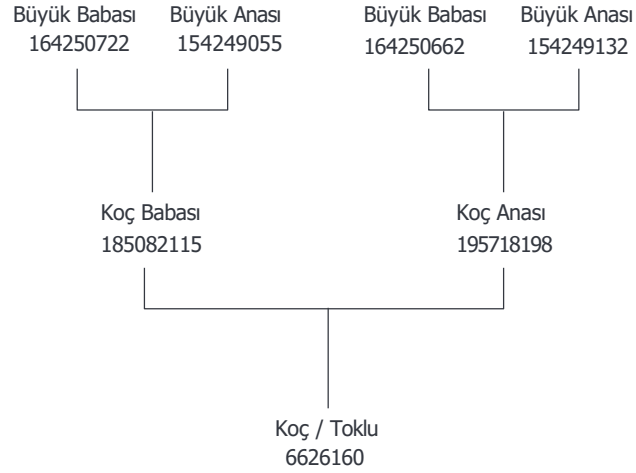 Büyük Babası Büyük Anası Büyük Babası Büyük Anası
164250722 154249055 164250662 154249132
Koç Babası Koç Anası
185082115 195718198
Koç / Toklu
6626160